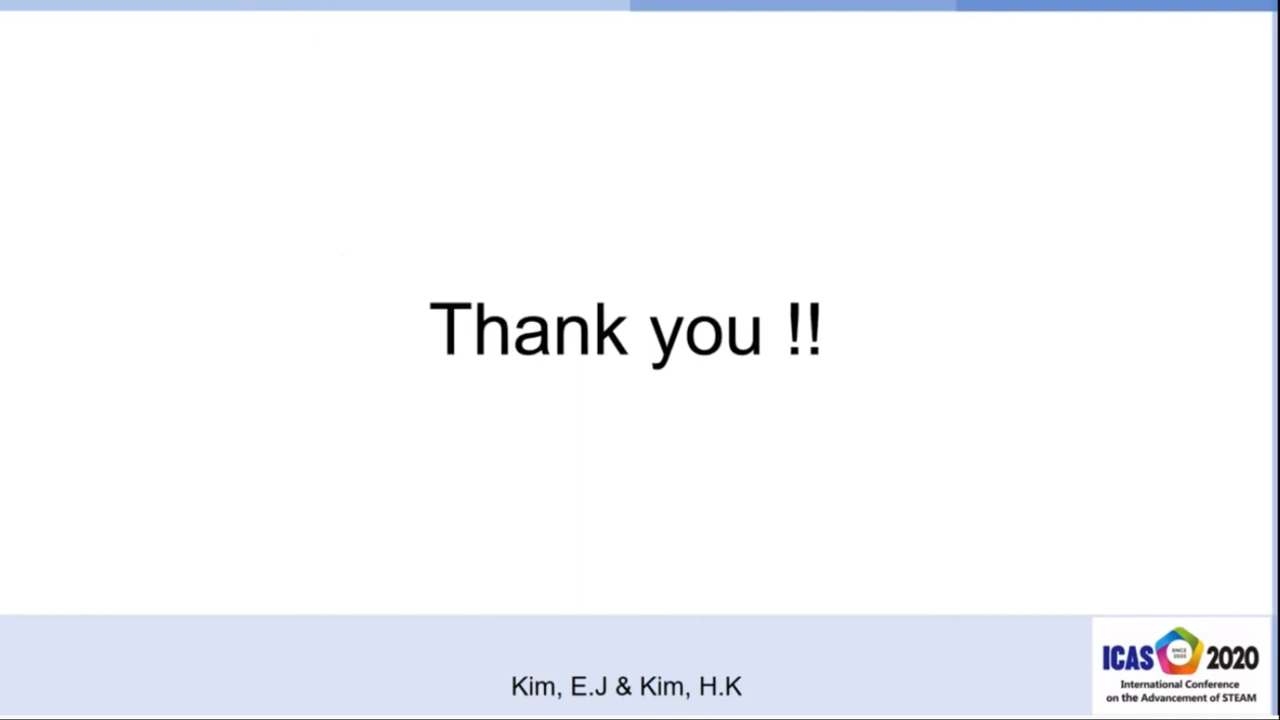 Thank you !!
Kim, E.J & Kim, H.K
ICAS 2020
International Conference
on the Advancement of STEAM